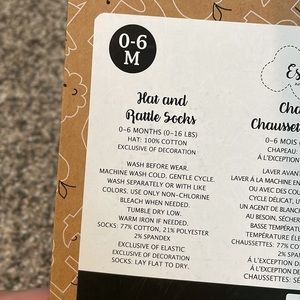 0-6
M
Hat and
Rattle Socks
0-6 MONTHS (0-16 LBS)
HAT: 100% COTTON
EXCLUSIVE OF DECORATION
WASH BEFORE WEAR.
MACHINE WASH COLD. GENTLE CYCLE.
WASH SEPARATELY OR WITH LIKE
COLORS. USE ONLY NON-CHLORINE
BLEACH WHEN NEEDED.
TUMBLE DRY LOW.
WARM IRON IF NEEDED.
SOCKS: 77% COTTON, 21% POLYESTER
2% SPANDEX
EXCLUSIVE OF ELASTIC
EXCLUSIVE OF DECORATION
SOCKS: LAY FLAT TO DRY.
Es
Cha
Chaussett
0-6 MOIS (
CHAPEAU:
À L'EXCEPTION
LAVER AVANT
LAVER À LA MACHINE EN
OU AVEC DES COU
CYCLE DÉLICAT, U
UN AGENT DE BLANC
AU BESOIN, SÉCHER
BASSE TEMPÉRATU
TEMPÉRATURE ÉLE
CHAUSSETTES: 77% CO
2% SPAN
À L'EXCEPTION D
À L'EXCEPTION DE
CHAUSSETTES: